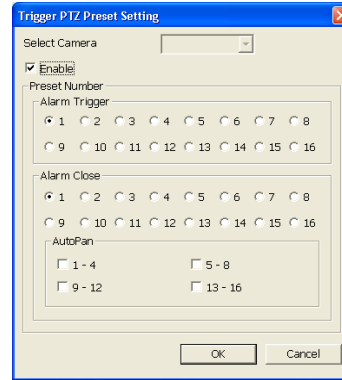 Trigger PTZ Preset Setting
Select Camera
Enable
Preset Number
Alarm Trigger
1 2 3 4 5 6 7 8
9 10 11 12 13 14 15 16
Alarm Close
1 2 3 4 5 6 7 8
9 10 11 12 13 14 15 16
AutoPan
1 - 4 5 - 8
9 - 12 13 - 16
OK Cancel